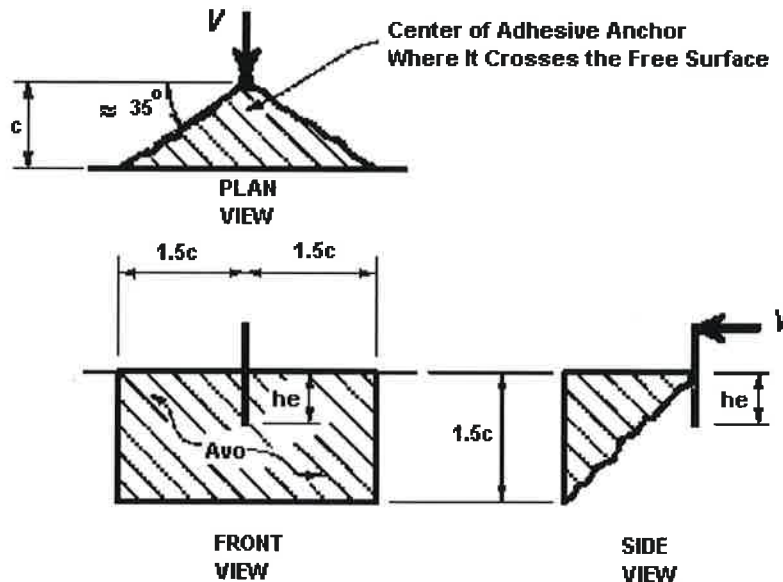 V
Center of Adhesive Anchor
Where It Crosses the Free Surface
≈ 35°
c
PLAN
VIEW
1.5c 1.5c
he
Avo
1.5c
he
FRONT
VIEW
SIDE
VIEW